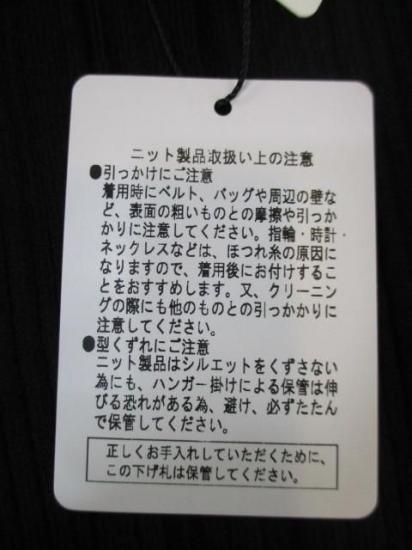 ニット製品取扱い上の注意
●引っかけにご注意
着用時にベルト、バッグや周辺の壁な
ど、表面の粗いものとの摩擦や引っか
かりに注意してください。指輪・時計・
ネックレスなどは、ほつれ糸の原因に
なりますので、着用後にお付けするこ
とをおすすめします。又、クリーニン
グの際にも他のものとの引っかかりに
注意してください。
●型くずれにご注意
ニット製品はシルエットをくずさない
為にも、ハンガー掛けによる保管は伸
びる恐れがある為、避け、必ずたたん
で保管してください。
正しくお手入れしていただくために、
この下げ札は保管してください。